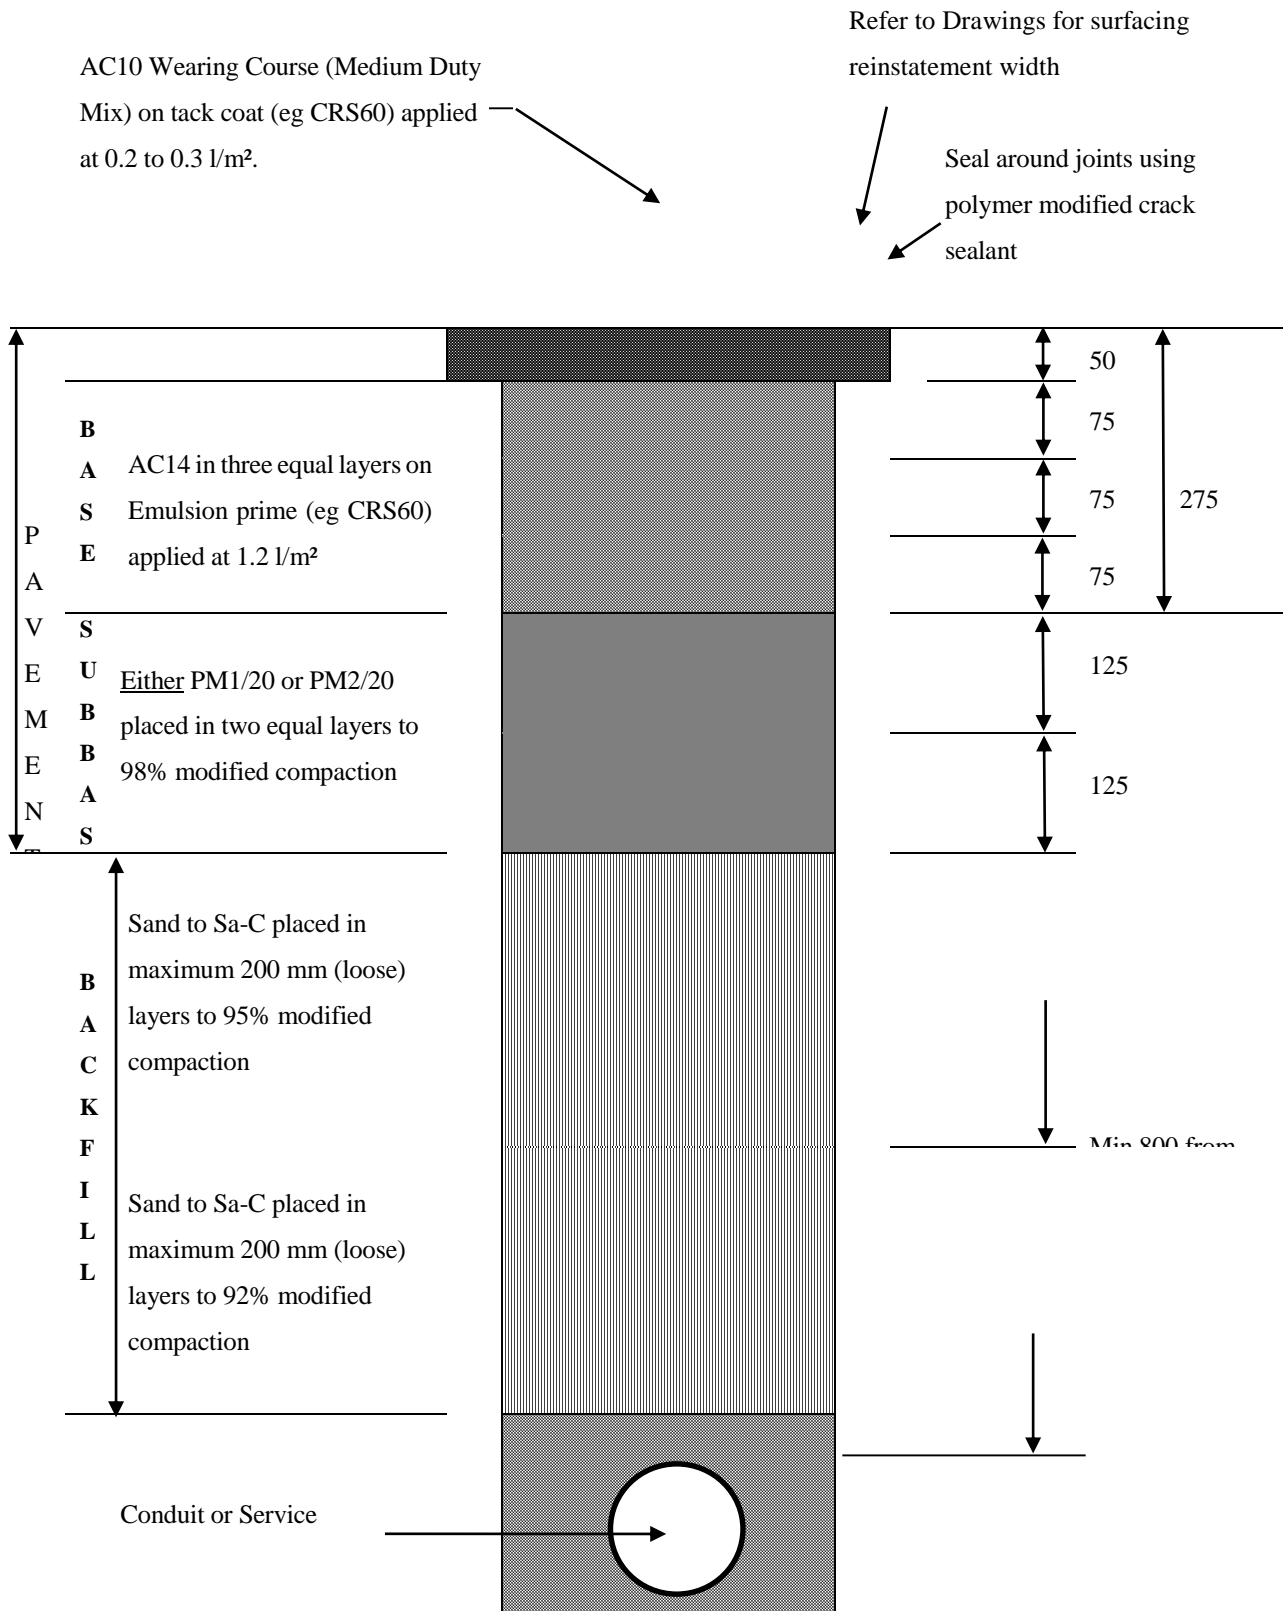 Refer to Drawings for surfacing
reinstatement width
AC10 Wearing Course (Medium Duty
Mix) on tack coat (eg CRS60) applied
at 0.2 to 0.3 l/m².
Seal around joints using
polymer modified crack
sealant
50
75
75
75
275
125
125
P
A
V
E
M
E
N
T
B
A
S
E
AC14 in three equal layers on
Emulsion prime (eg CRS60)
applied at 1.2 l/m²
S
U
B
B
A
S
Either PM1/20 or PM2/20
placed in two equal layers to
98% modified compaction
B
A
C
K
F
I
L
L
Sand to Sa-C placed in
maximum 200 mm (loose)
layers to 95% modified
compaction
Min 800 from
Sand to Sa-C placed in
maximum 200 mm (loose)
layers to 92% modified
compaction
Conduit or Service